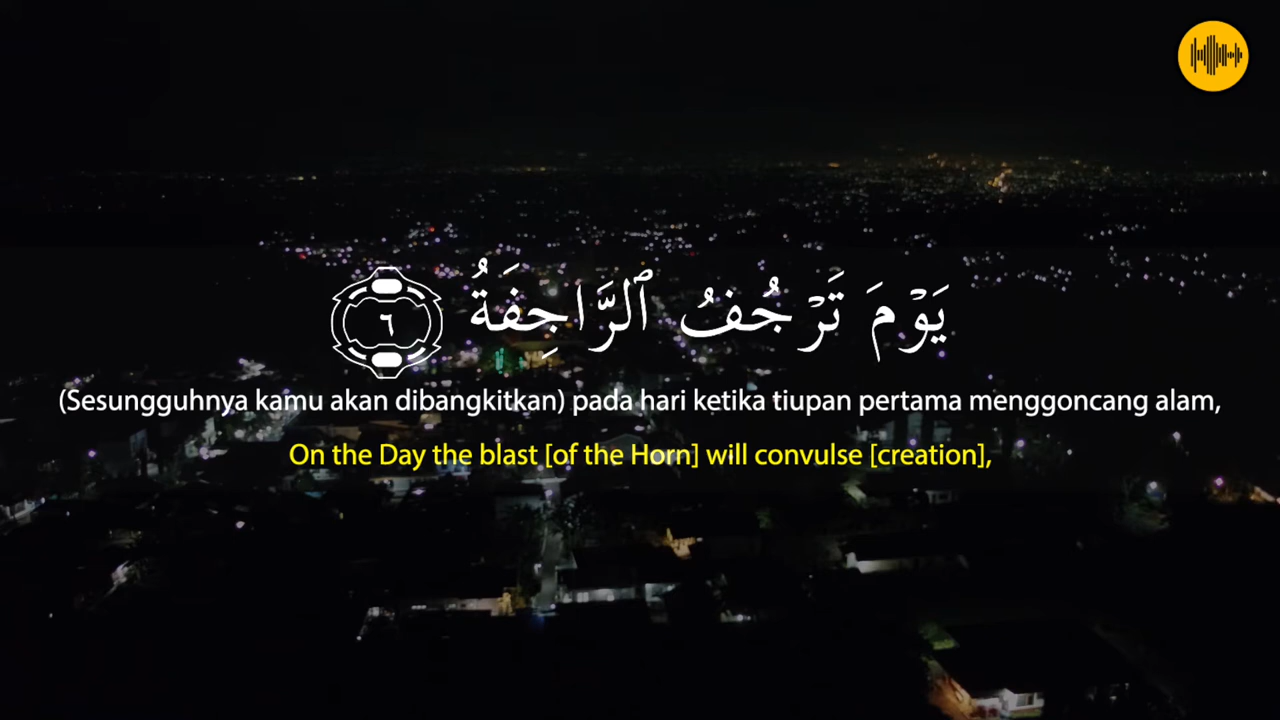 يَوْمَ تَرْجُفُ ٱلرَّاجِفَةُ ٦
(Sesungguhnya kamu akan dibangkitkan) pada hari ketika tiupan pertama menggoncang alam,
On the Day the blast [of the Horn] will convulse [creation],